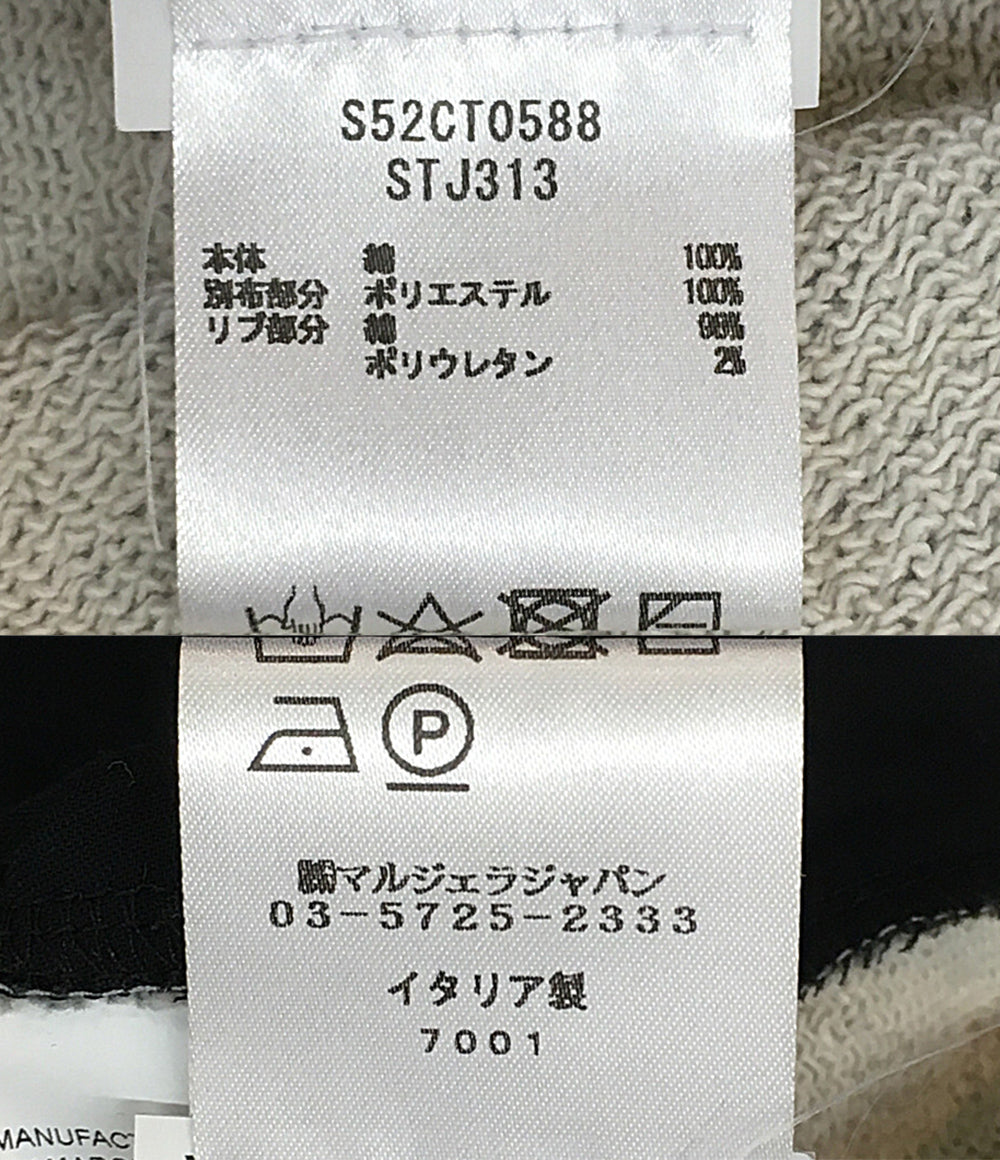 S52CT0588
STJ313
本体 綿 100%
別布部分 ポリエステル 100%
リブ部分 綿 98%
ポリウレタン 2%
P
㈱マルジェラジャパン
03-5725-2333
イタリア製
7001
MANUFAC